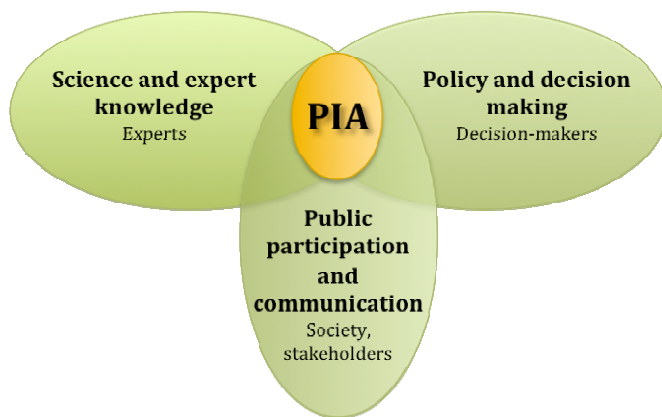 Science and expert
knowledge
Experts
PIA
Policy and decision
making
Decision-makers
Public
participation
and
communication
Society,
stakeholders